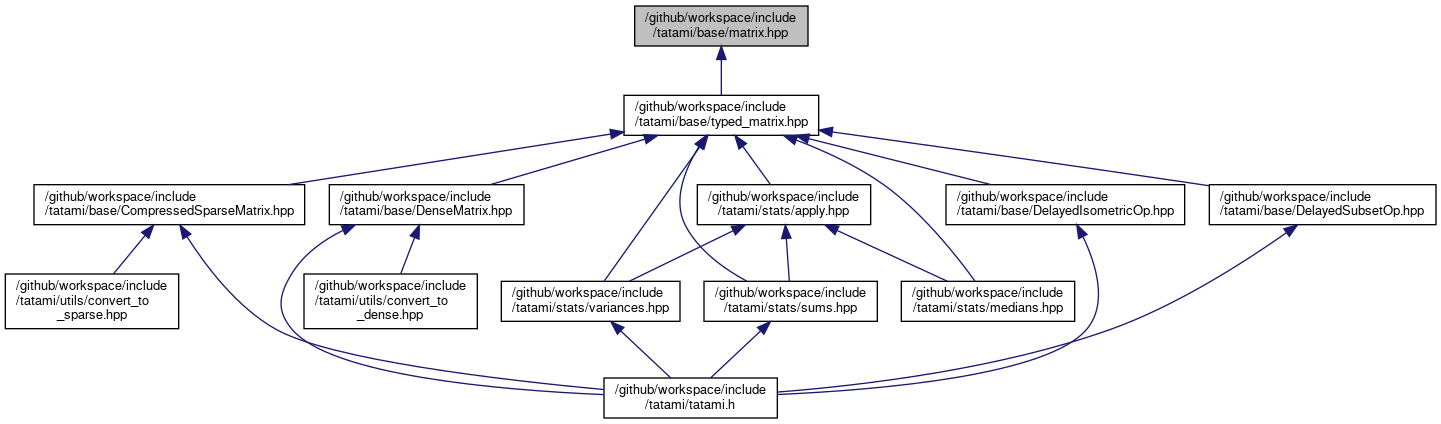 /github/workspace/include
/tatami/base/matrix.hpp
/github/workspace/include
/tatami/base/typed_matrix.hpp
/github/workspace/include
/tatami/base/CompressedSparseMatrix.hpp
/github/workspace/include
/tatami/base/DenseMatrix.hpp
/github/workspace/include
/tatami/stats/apply.hpp
/github/workspace/include
/tatami/base/DelayedIsometricOp.hpp
/github/workspace/include
/tatami/base/DelayedSubsetOp.hpp
/github/workspace/include
/tatami/utils/convert_to
_sparse.hpp
/github/workspace/include
/tatami/utils/convert_to
_dense.hpp
/github/workspace/include
/tatami/stats/variances.hpp
/github/workspace/include
/tatami/stats/sums.hpp
/github/workspace/include
/tatami/stats/medians.hpp
/github/workspace/include
/tatami/tatami.h